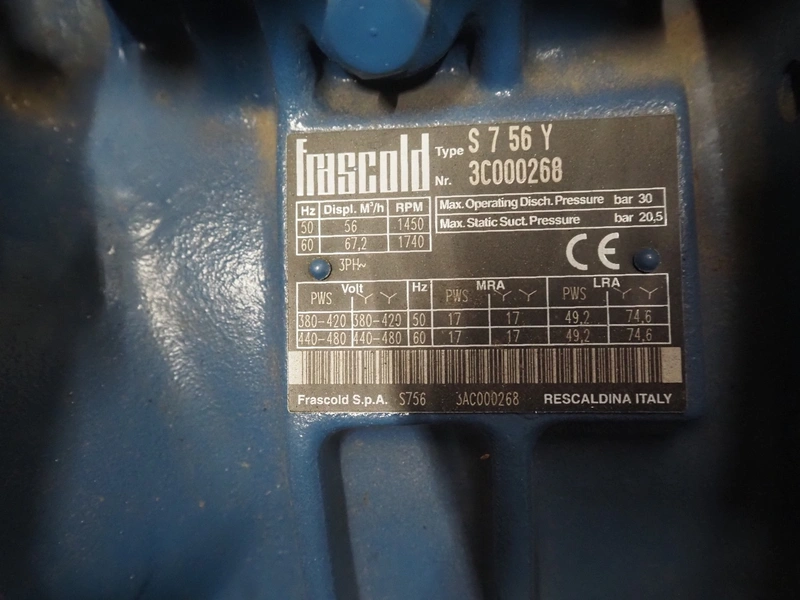 frascold Type S 7 56 Y
Nr. 3C000268
Hz Displ. M³/h RPM
50 56 1450
60 67,2 1740
Max. Operating Disch. Pressure bar 30
Max. Static Suct. Pressure bar 20,5
CE
3PH~
Volt Hz MRA LRA
PWS YY PWS YY PWS YY
380-420 380-420 50 17 17 49,2 74,6
440-480 440-480 60 17 17 49,2 74,6
Frascold S.p.A. S756 3AC000268 RESCALDINA ITALY